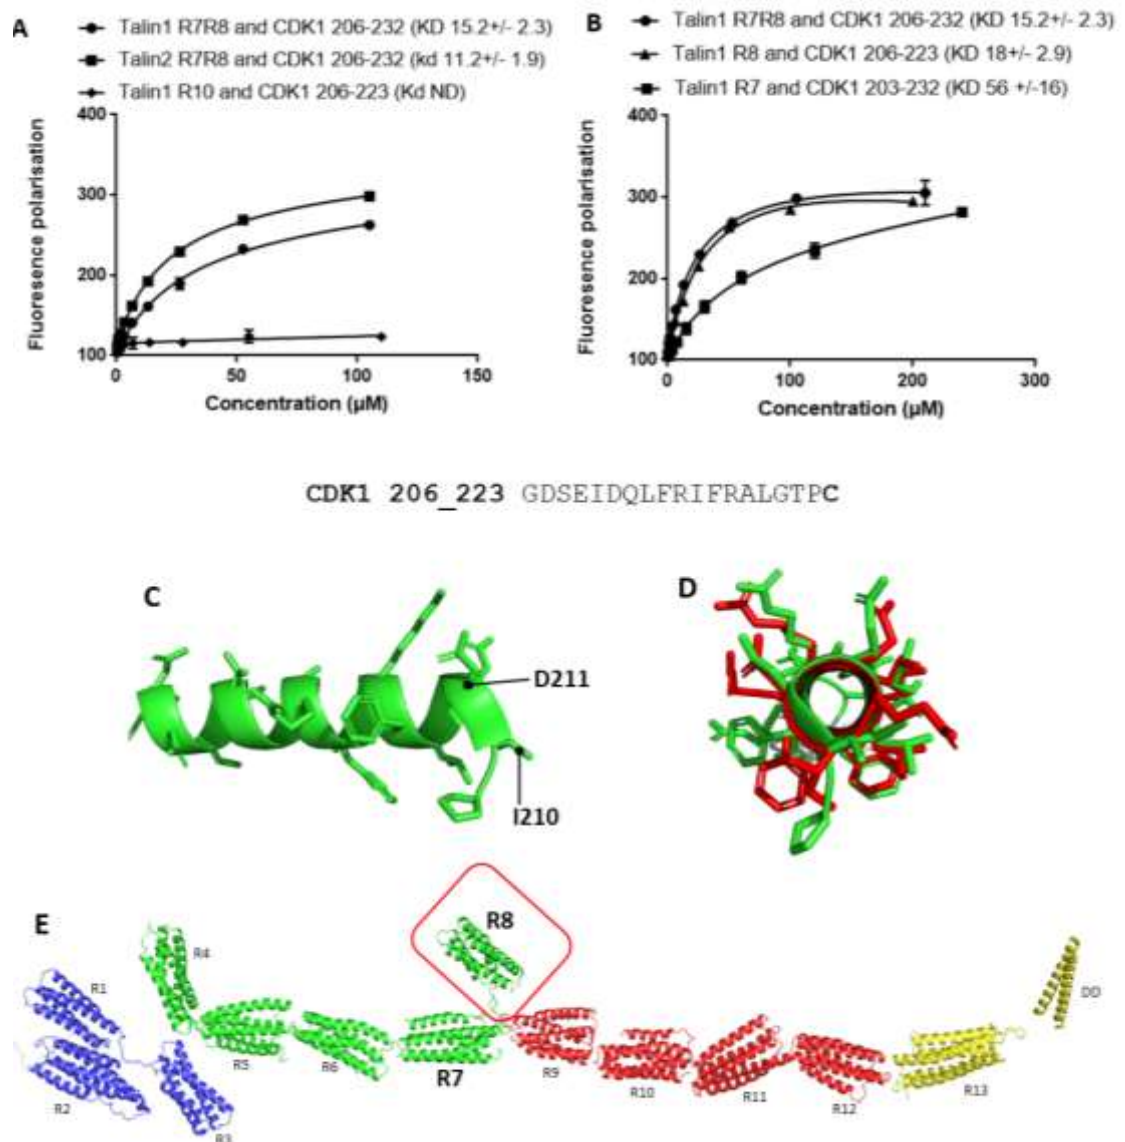 A
Talin1 R7R8 and CDK1 206-232 (KD 15.2+/- 2.3)
Talin2 R7R8 and CDK1 206-232 (kd 11.2+/- 1.9)
Talin1 R10 and CDK1 206-223 (Kd ND)
400
300
200
100
0
50
100
150
Fluoresence polarisation
Concentration (µM)
B
Talin1 R7R8 and CDK1 206-232 (KD 15.2+/- 2.3)
Talin1 R8 and CDK1 206-223 (KD 18+/- 2.9)
Talin1 R7 and CDK1 203-232 (KD 56 +/-16)
400
300
200
100
0
100
200
300
Fluoresence polarisation
Concentration (µM)
CDK1 206_223 GDSEIDQLFRIFRALGTPC
C
D211
I210
D
E
R1
R2
R3
R4
R5
R6
R7
R8
R9
R10
R11
R12
R13
DD